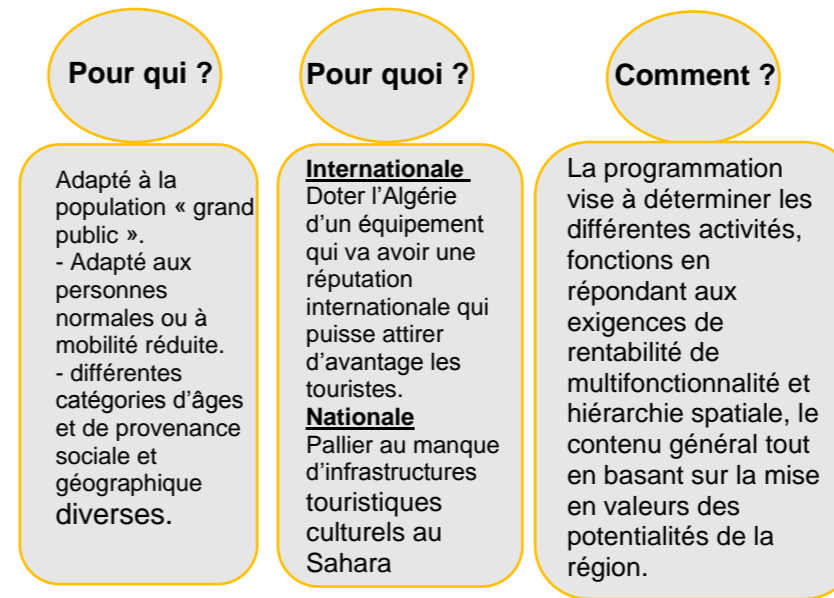 Pour qui ?
Adapté à la
population « grand
public ».
- Adapté aux
personnes
normales ou à
mobilité réduite.
- différentes
catégories d’âges
et de provenance
sociale et
géographique
diverses.
Pour quoi ?
Internationale
Doter l’Algérie
d’un équipement
qui va avoir une
réputation
internationale qui
puisse attirer
d’avantage les
touristes.
Nationale
Pallier au manque
d’infrastructures
touristiques
culturels au
Sahara
Comment ?
La programmation
vise à déterminer les
différentes activités,
fonctions en
répondant aux
exigences de
rentabilité de
multifonctionnalité et
hiérarchie spatiale, le
contenu général tout
en basant sur la mise
en valeurs des
potentialités de la
région.